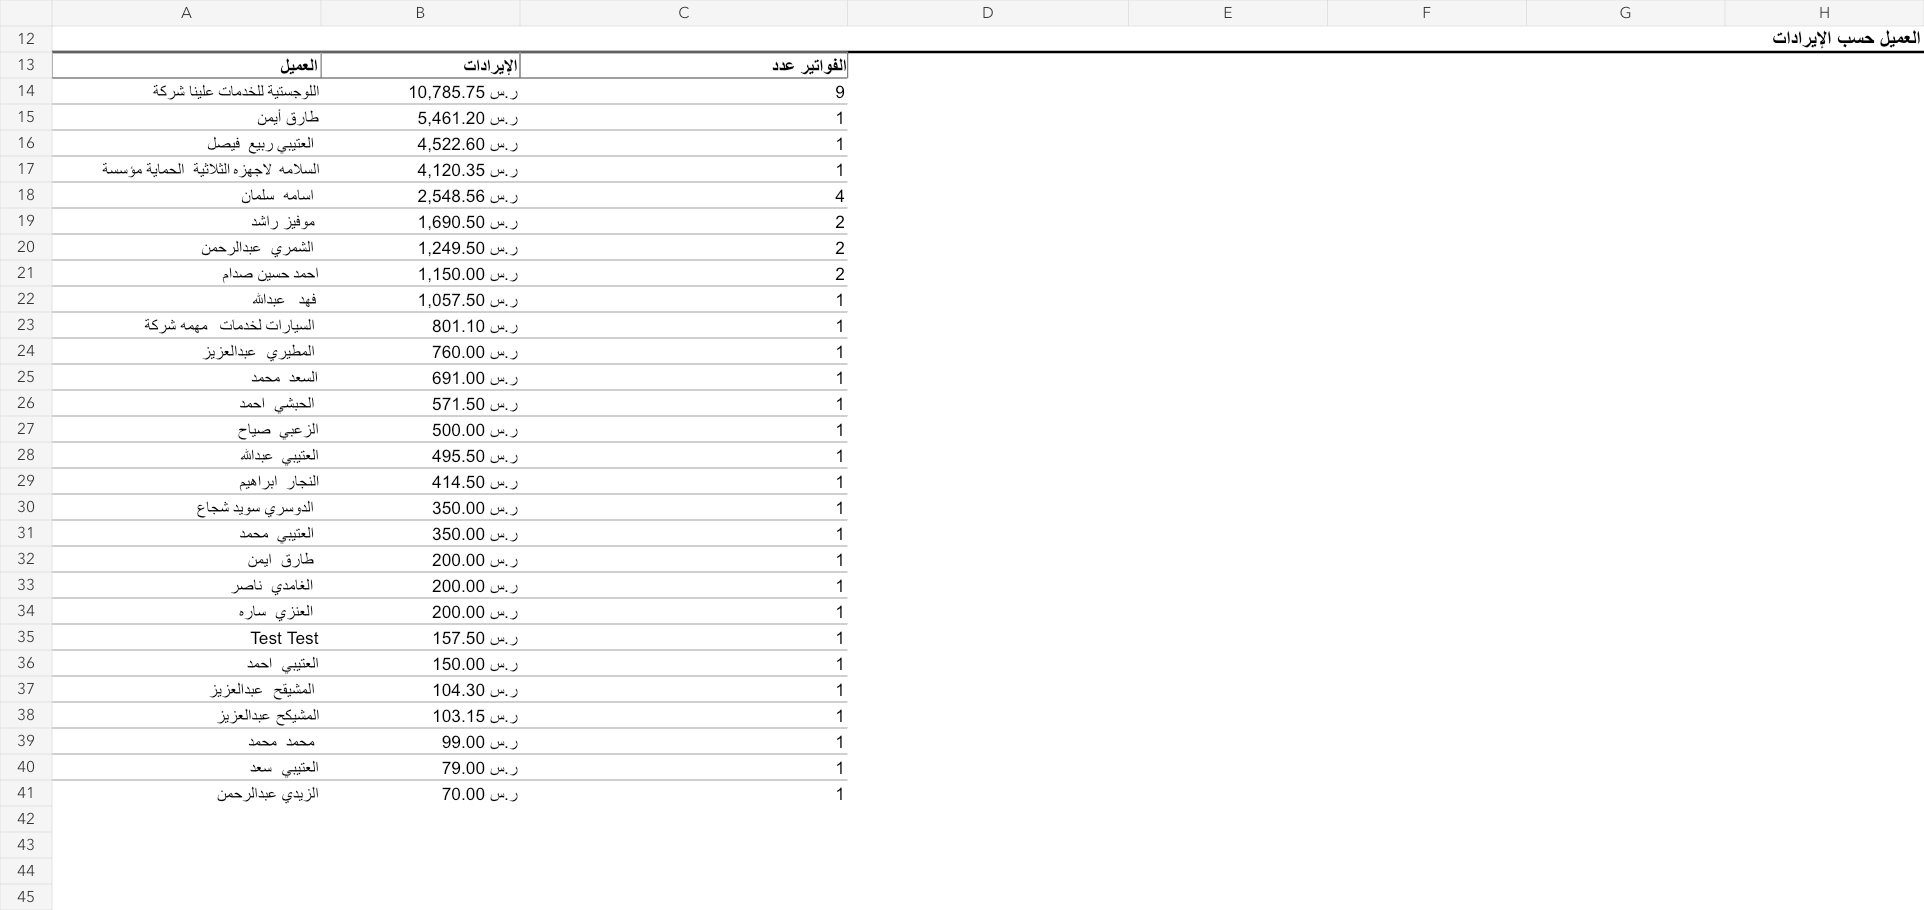 A B C D E F G H
12 العميل حسب الإيرادات
13 العميل الإيرادات الفواتير عدد
14 اللوجستية للخدمات علينا شركة ر.س 10,785.75 9
15 طارق أيمن ر.س 5,461.20 1
16 العتيبي ربيع فيصل ر.س 4,522.60 1
17 السلامه لاجهزه الثلاثية الحماية مؤسسة ر.س 4,120.35 1
18 اسامه سلمان ر.س 2,548.56 4
19 موفيز راشد ر.س 1,690.50 2
20 الشمري عبدالرحمن ر.س 1,249.50 2
21 احمد حسين صدام ر.س 1,150.00 2
22 فهد عبدالله ر.س 1,057.50 1
23 السيارات لخدمات مهمه شركة ر.س 801.10 1
24 المطيري عبدالعزيز ر.س 760.00 1
25 السعد محمد ر.س 691.00 1
26 الحبشي احمد ر.س 571.50 1
27 الزعبي صياح ر.س 500.00 1
28 العتيبي عبدالله ر.س 495.50 1
29 النجار ابراهيم ر.س 414.50 1
30 الدوسري سويد شجاع ر.س 350.00 1
31 العتيبي محمد ر.س 350.00 1
32 طارق ايمن ر.س 200.00 1
33 الغامدي ناصر ر.س 200.00 1
34 العنزي ساره ر.س 200.00 1
35 Test Test ر.س 157.50 1
36 العتيبي احمد ر.س 150.00 1
37 المشيقح عبدالعزيز ر.س 104.30 1
38 المشيكح عبدالعزيز ر.س 103.15 1
39 محمد محمد ر.س 99.00 1
40 العتيبي سعد ر.س 79.00 1
41 الزيدي عبدالرحمن ر.س 70.00 1
42
43
44
45